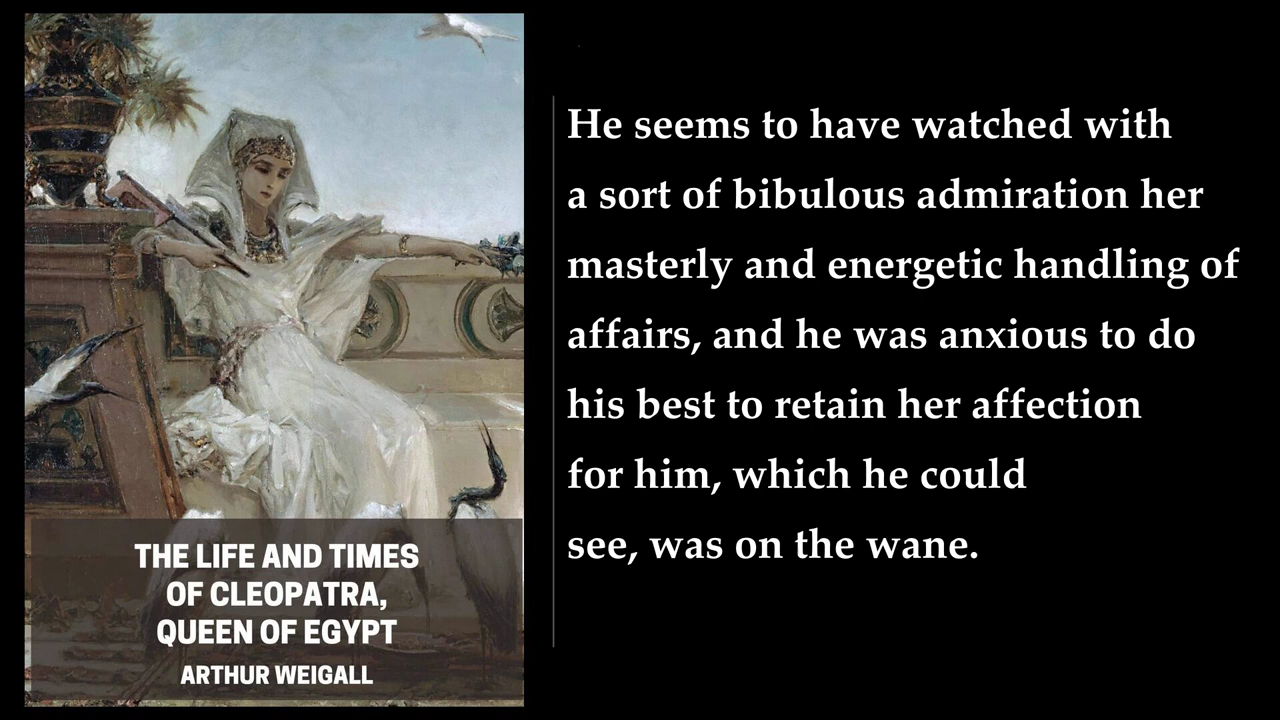 THE LIFE AND TIMES
OF CLEOPATRA,
QUEEN OF EGYPT
ARTHUR WEIGALL
He seems to have watched with
a sort of bibulous admiration her
masterly and energetic handling of
affairs, and he was anxious to do
his best to retain her affection
for him, which he could
see, was on the wane.